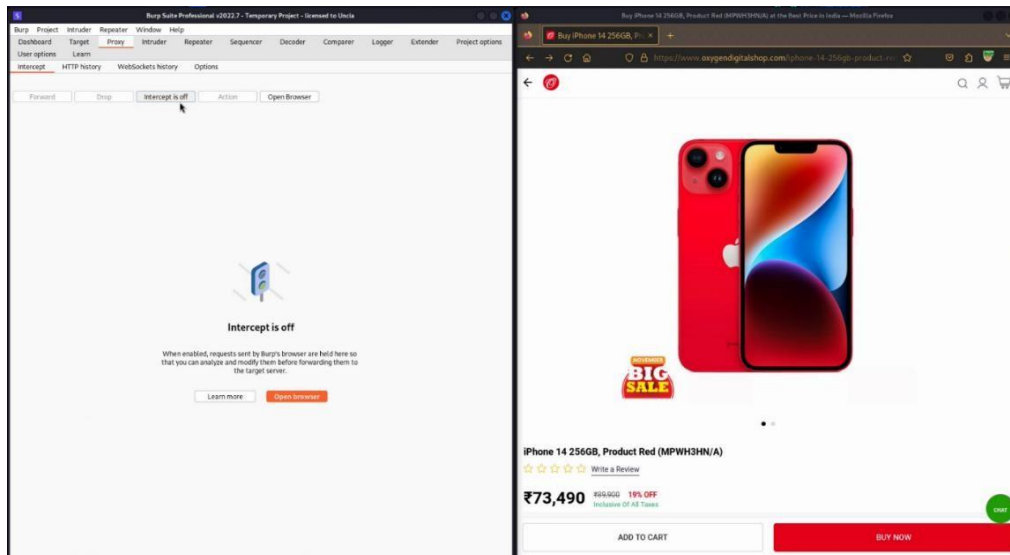 Burp Suite Professional v2022.7 - Temporary Project - licensed to Uncia
Burp Project Intruder Repeater Window Help
Dashboard Target Proxy Intruder Repeater Sequencer Decoder Comparer Logger Extender Project options
User options Learn
Intercept HTTP history WebSockets history Options
Forward Drop Intercept is off Action Open Browser
Intercept is off
When enabled, requests sent by Burp's browser are held here so
that you can analyze and modify them before forwarding them to
the target server.
Learn more Open browser
Buy iPhone 14 256GB, Product Red (MPWH3HN/A) at the Best Price in India — Mozilla Firefox
Buy iPhone 14 256GB, Pr
https://www.oxygendigitalshop.com/iphone-14-256gb-product-re
NOVEMBER
BIG
SALE
iPhone 14 256GB, Product Red (MPWH3HN/A)
Write a Review
₹73,490 ₹89,900 19% OFF
Inclusive Of All Taxes
CHAT
ADD TO CART BUY NOW